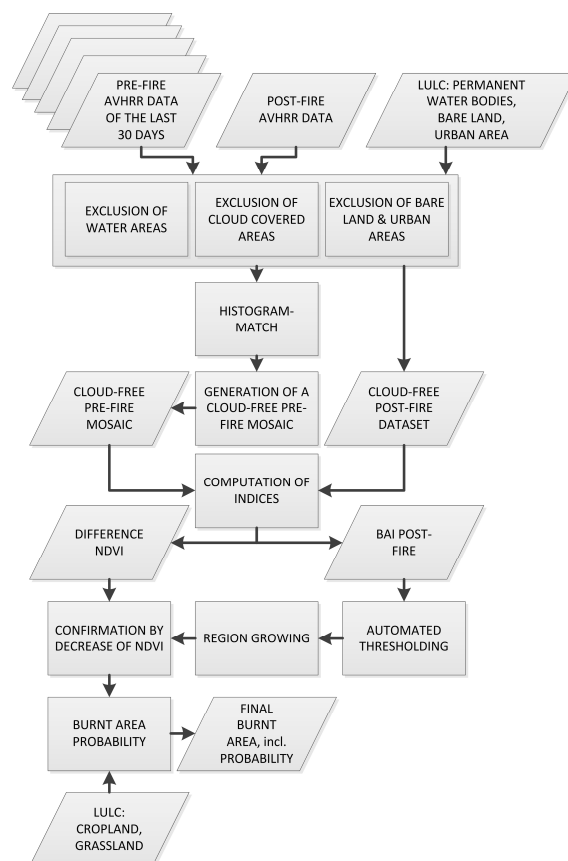 PRE-FIRE
AVHRR DATA
OF THE LAST
30 DAYS
POST-FIRE
AVHRR DATA
LULC: PERMANENT
WATER BODIES,
BARE LAND,
URBAN AREA
EXCLUSION OF
WATER AREAS
EXCLUSION OF
CLOUD COVERED
AREAS
EXCLUSION OF BARE
LAND & URBAN
AREAS
HISTOGRAM-
MATCH
CLOUD-FREE
PRE-FIRE
MOSAIC
GENERATION OF A
CLOUD-FREE PRE-
FIRE MOSAIC
CLOUD-FREE
POST-FIRE
DATASET
COMPUTATION OF
INDICES
DIFFERENCE
NDVI
BAI POST-
FIRE
CONFIRMATION BY
DECREASE OF NDVI
REGION GROWING
AUTOMATED
THRESHOLDING
BURNT AREA
PROBABILITY
FINAL
BURNT
AREA, incl.
PROBABILITY
LULC:
CROPLAND,
GRASSLAND